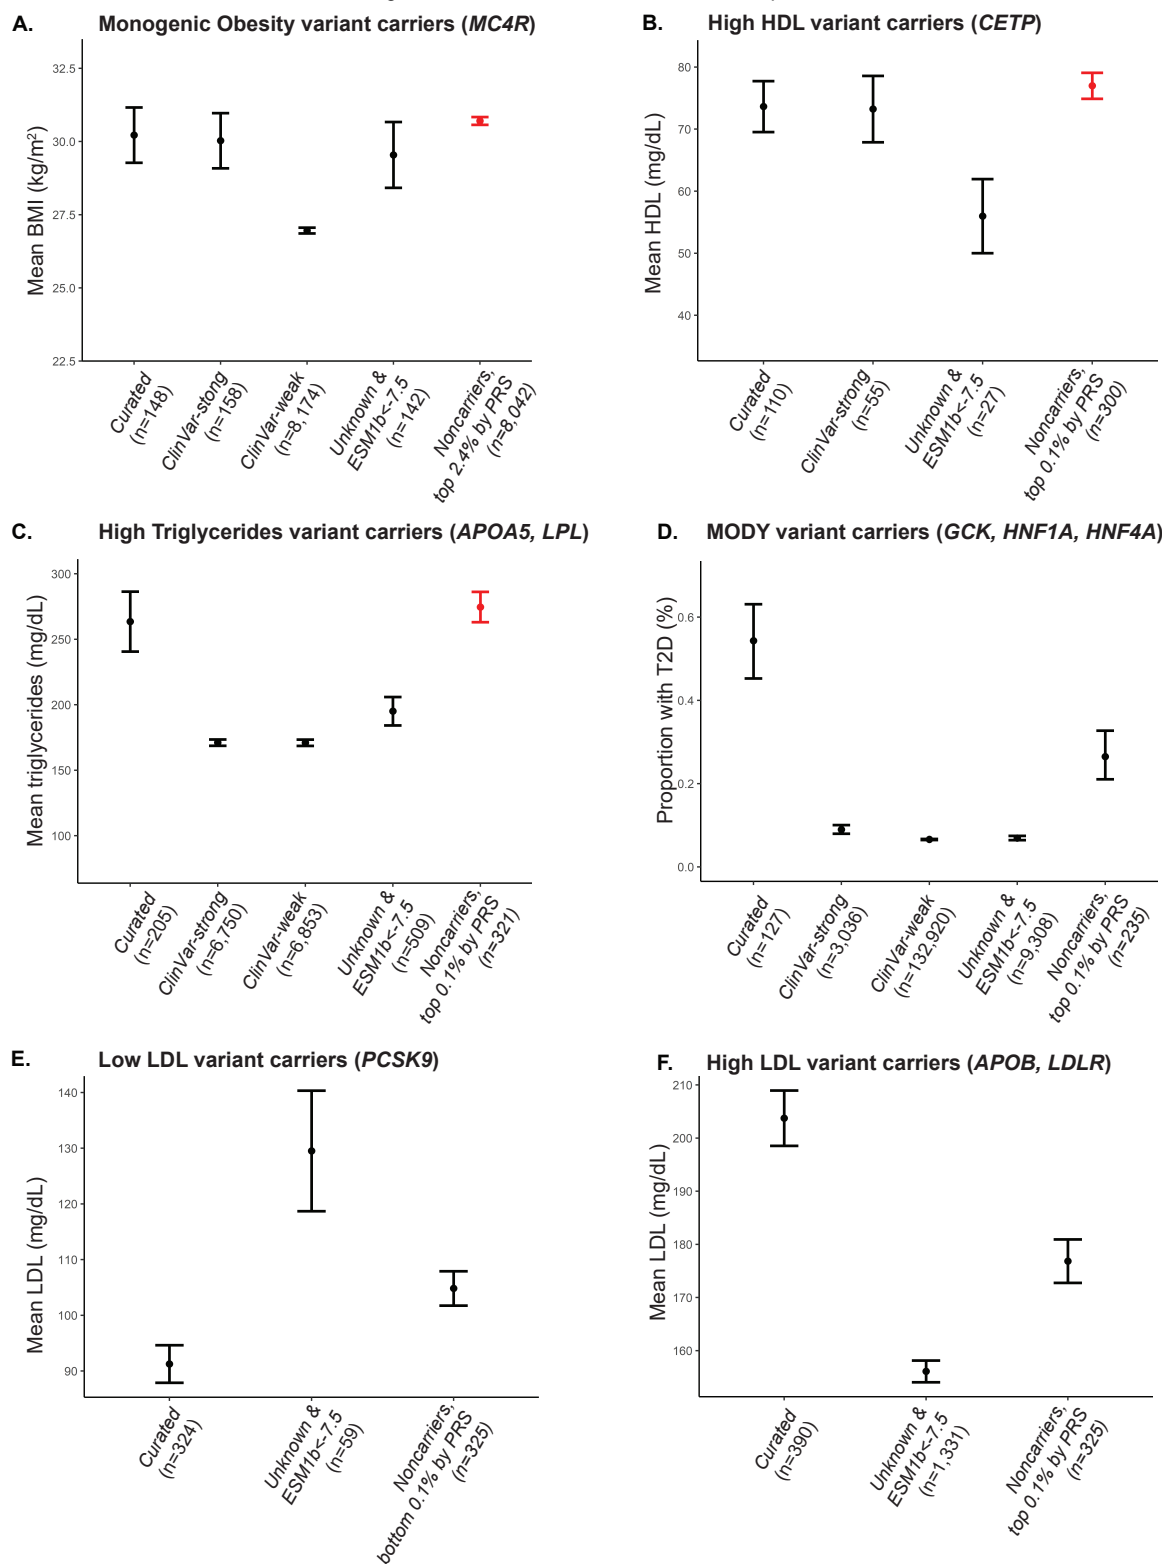 A. Monogenic Obesity variant carriers (MC4R)
Mean BMI (kg/m²)
32.5
30.0
27.5
25.0
22.5
Curated
(n=148)
ClinVar-stong
(n=158)
ClinVar-weak
(n=8,174)
Unknown &
ESM1b<-7.5
(n=142)
Noncarriers,
top 2.4% by PRS
(n=8,042)
B. High HDL variant carriers (CETP)
Mean HDL (mg/dL)
80
70
60
50
40
Curated
(n=110)
ClinVar-strong
(n=55)
Unknown &
ESM1b<-7.5
(n=27)
Noncarriers,
top 0.1% by PRS
(n=300)
C. High Triglycerides variant carriers (APOA5, LPL)
Mean triglycerides (mg/dL)
300
250
200
150
100
Curated
(n=205)
ClinVar-strong
(n=6,750)
ClinVar-weak
(n=6,853)
Unknown &
ESM1b<-7.5
(n=509)
Noncarriers,
top 0.1% by PRS
(n=321)
D. MODY variant carriers (GCK, HNF1A, HNF4A)
Proportion with T2D (%)
0.6
0.4
0.2
0.0
Curated
(n=127)
ClinVar-strong
(n=3,036)
ClinVar-weak
(n=132,920)
Unknown &
ESM1b<-7.5
(n=9,308)
Noncarriers,
top 0.1% by PRS
(n=235)
E. Low LDL variant carriers (PCSK9)
Mean LDL (mg/dL)
140
130
120
110
100
90
Curated
(n=324)
Unknown &
ESM1b<-7.5
(n=59)
Noncarriers,
bottom 0.1% by PRS
(n=325)
F. High LDL variant carriers (APOB, LDLR)
Mean LDL (mg/dL)
210
200
190
180
170
160
Curated
(n=390)
Unknown &
ESM1b<-7.5
(n=1,331)
Noncarriers,
top 0.1% by PRS
(n=325)